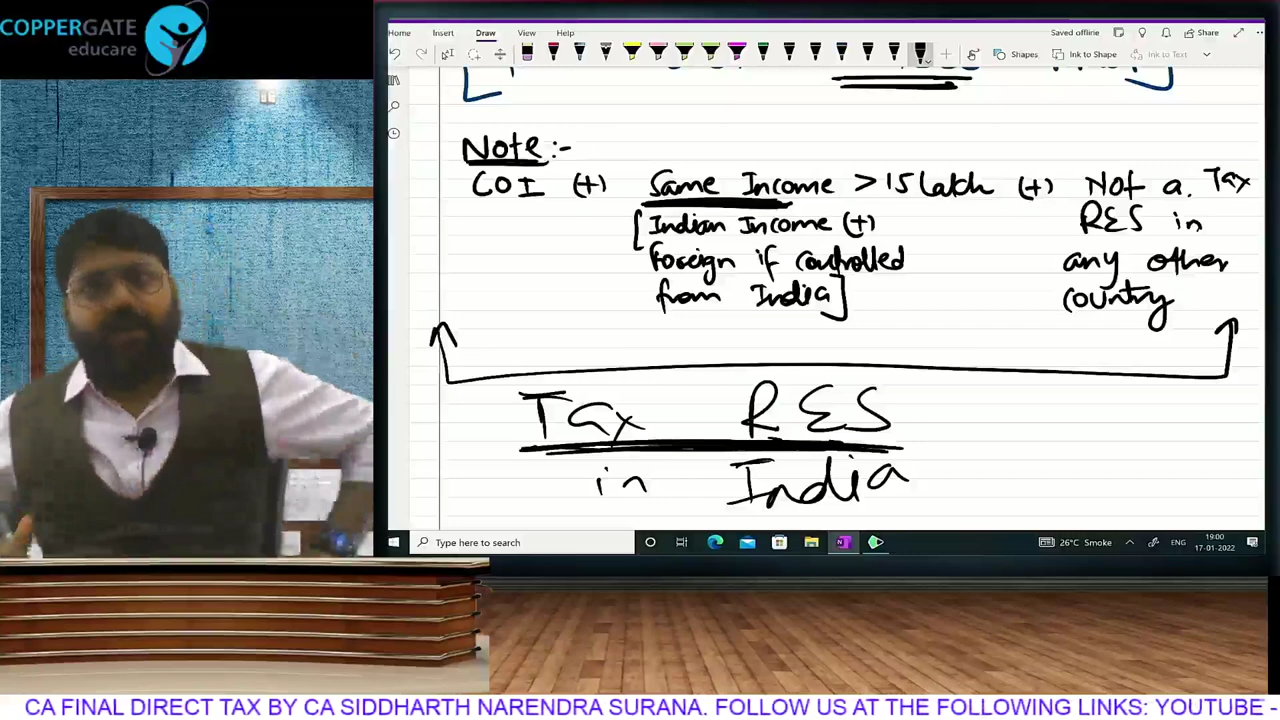 COPPERGATE
educare
Home Insert Draw View Help
Saved offline
Share
Shapes
Ink to Shape
Ink to Text
Note:-
COI (+) Same Income > 15 Lakh (+) Not a. Tax
[Indian Income (+) RES in
Foreign if controlled any other
from India] country
Tax RES
in India
Type here to search
26°C Smoke
ENG
19:00
17-01-2022
CA FINAL DIRECT TAX BY CA SIDDHARTH NARENDRA SURANA. FOLLOW US AT THE FOLLOWING LINKS: YOUTUBE -